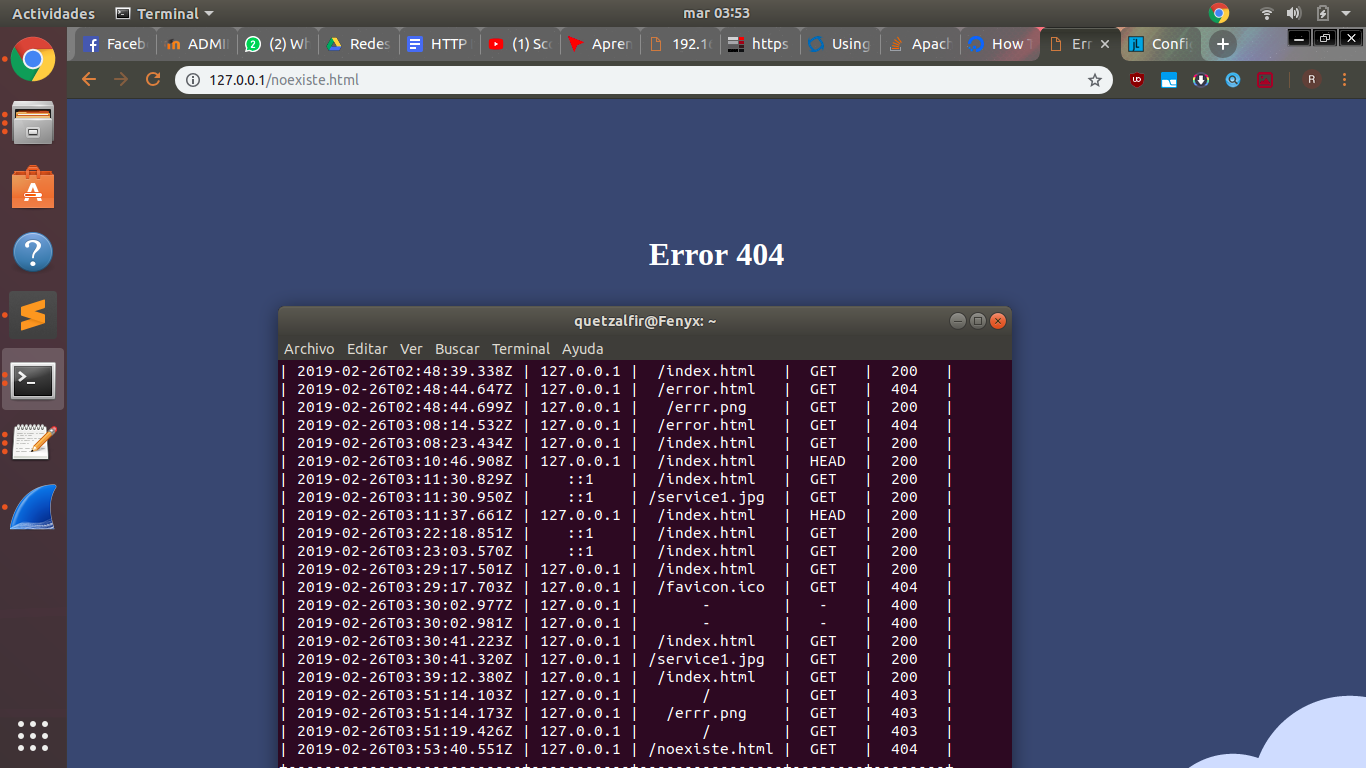 Actividades Terminal mar 03:53
Faceb ADMI (2) Wh Redes HTTP (1) Sc Apren 192.16 https Using Apach How T Err Confi
127.0.0.1/noexiste.html
R
Error 404
quetzalfir@Fenyx: ~
Archivo Editar Ver Buscar Terminal Ayuda
| 2019-02-26T02:48:39.338Z | 127.0.0.1 | /index.html | GET | 200 |
| 2019-02-26T02:48:44.647Z | 127.0.0.1 | /error.html | GET | 404 |
| 2019-02-26T02:48:44.699Z | 127.0.0.1 | /errr.png | GET | 200 |
| 2019-02-26T03:08:14.532Z | 127.0.0.1 | /error.html | GET | 404 |
| 2019-02-26T03:08:22.434Z | 127.0.0.1 | /index.html | GET | 200 |
| 2019-02-26T03:10:46.908Z | 127.0.0.1 | /index.html | HEAD | 200 |
| 2019-02-26T03:11:30.829Z | ::1 | /index.html | GET | 200 |
| 2019-02-26T03:11:30.950Z | ::1 | /service1.jpg | GET | 200 |
| 2019-02-26T03:11:37.661Z | 127.0.0.1 | /index.html | HEAD | 200 |
| 2019-02-26T03:22:18.851Z | ::1 | /index.html | GET | 200 |
| 2019-02-26T03:23:03.570Z | ::1 | /index.html | GET | 200 |
| 2019-02-26T03:29:17.501Z | 127.0.0.1 | /index.html | GET | 200 |
| 2019-02-26T03:29:17.703Z | 127.0.0.1 | /favicon.ico | GET | 404 |
| 2019-02-26T03:30:02.977Z | 127.0.0.1 | - | - | 400 |
| 2019-02-26T03:30:02.981Z | 127.0.0.1 | - | - | 400 |
| 2019-02-26T03:30:41.223Z | 127.0.0.1 | /index.html | GET | 200 |
| 2019-02-26T03:30:41.320Z | 127.0.0.1 | /service1.jpg | GET | 200 |
| 2019-02-26T03:39:12.380Z | 127.0.0.1 | /index.html | GET | 200 |
| 2019-02-26T03:51:14.103Z | 127.0.0.1 | / | GET | 403 |
| 2019-02-26T03:51:14.173Z | 127.0.0.1 | /errr.png | GET | 403 |
| 2019-02-26T03:51:19.426Z | 127.0.0.1 | / | GET | 403 |
| 2019-02-26T03:53:40.551Z | 127.0.0.1 | /noexiste.html | GET | 404 |